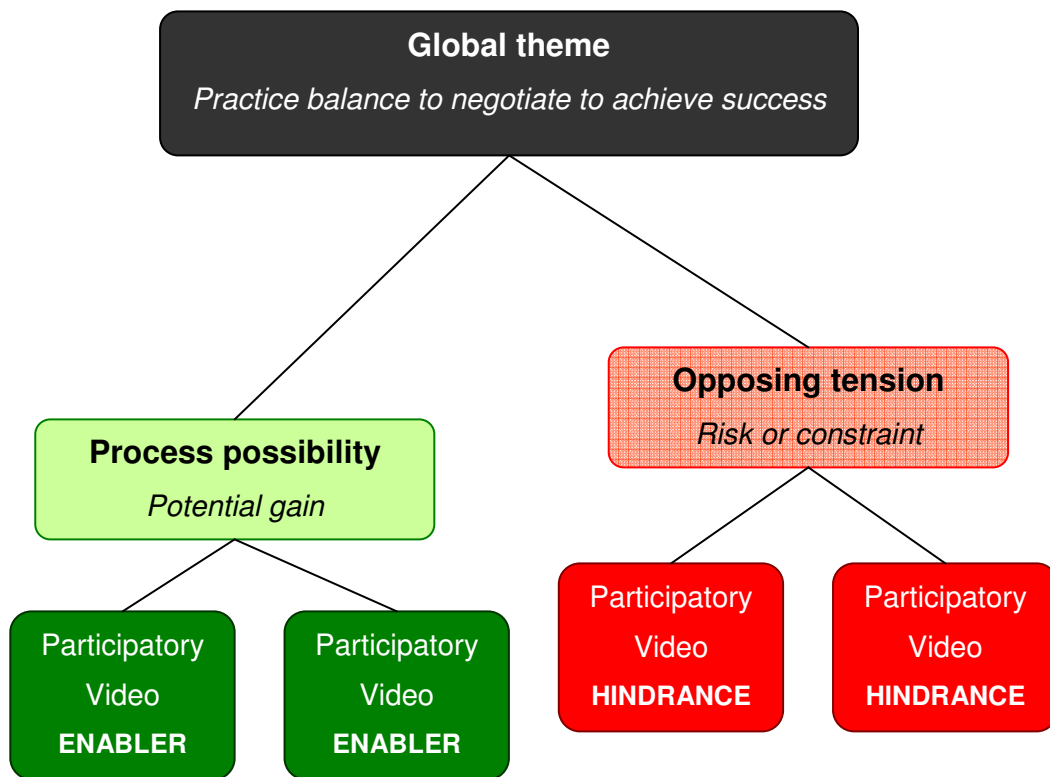 Global theme
Practice balance to negotiate to achieve success
Opposing tension
Risk or constraint
Process possibility
Potential gain
Participatory
Video
HINDRANCE
Participatory
Video
HINDRANCE
Participatory
Video
ENABLER
Participatory
Video
ENABLER